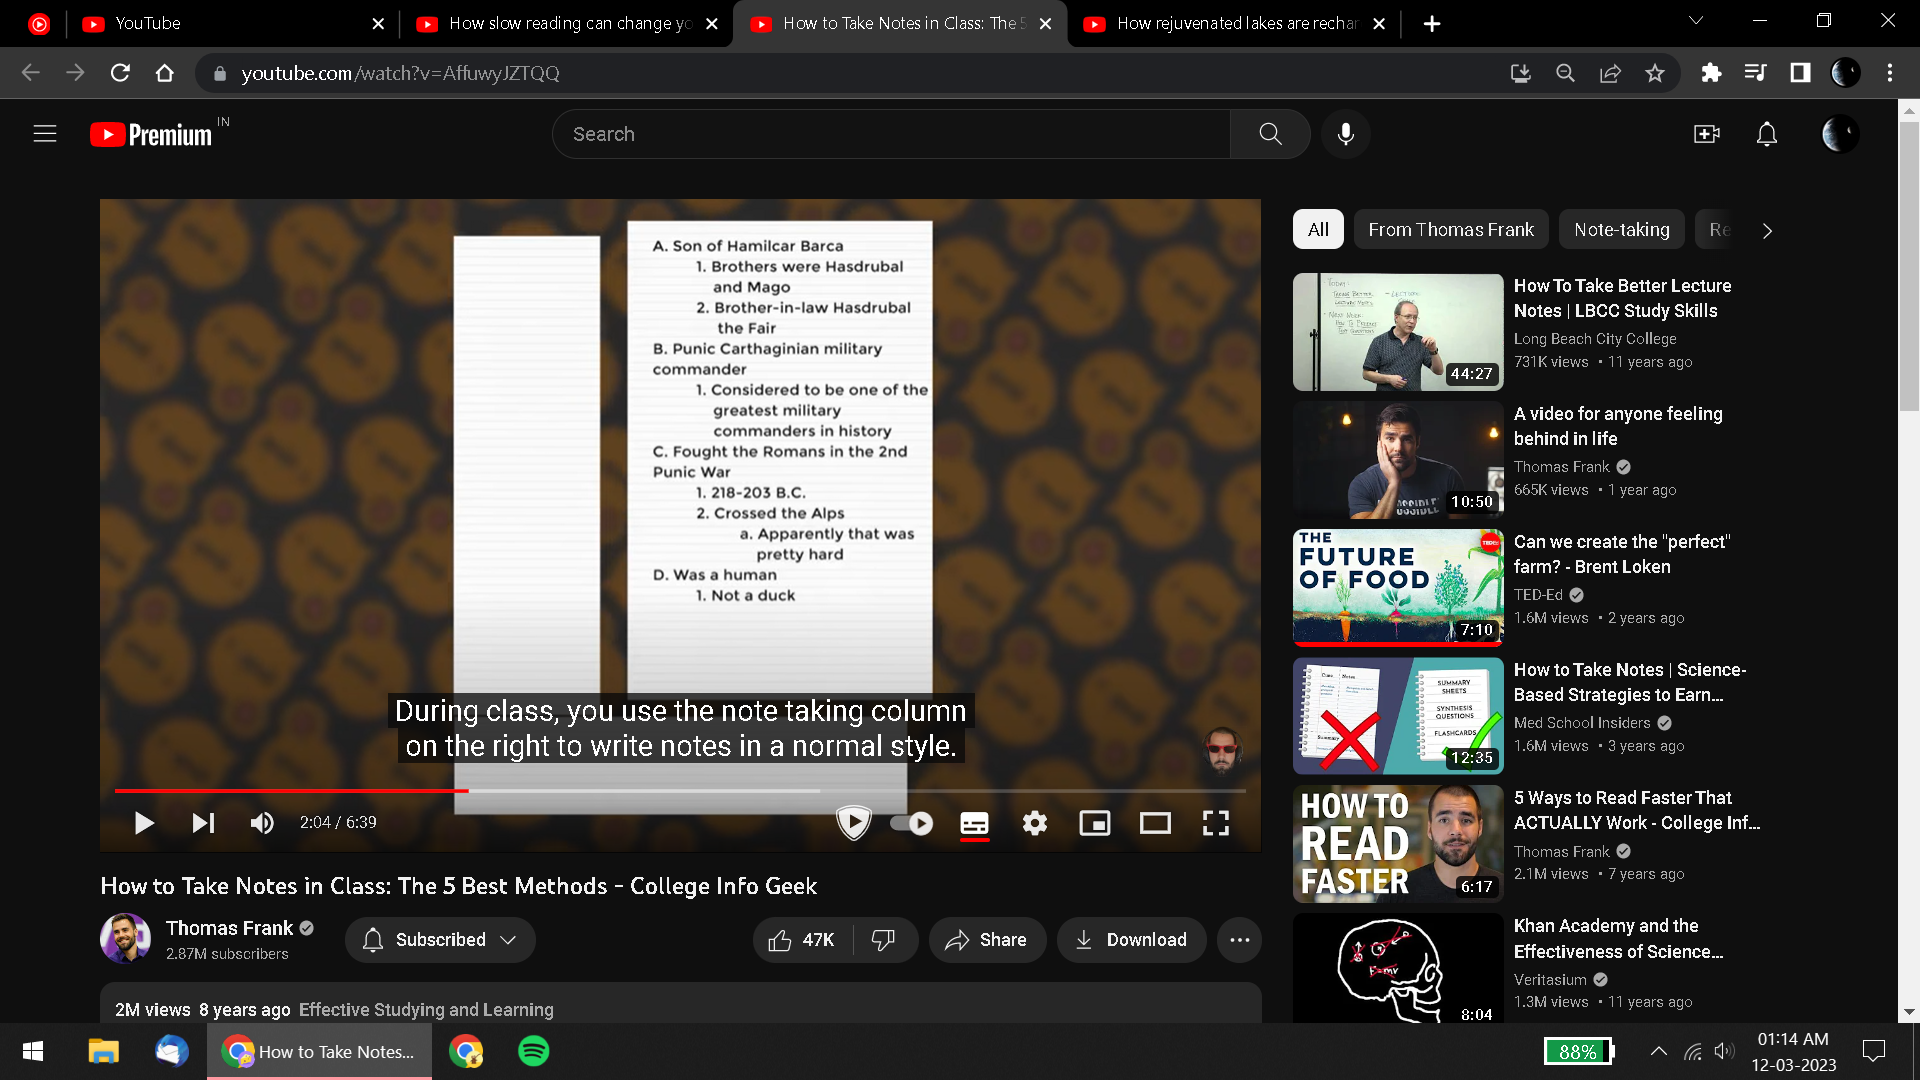 YouTube
How slow reading can change yo
How to Take Notes in Class: The 5
How rejuvenated lakes are rechar
youtube.com/watch?v=AffuwyJZTQQ
Premium IN
Search
A. Son of Hamilcar Barca
1. Brothers were Hasdrubal
and Mago
2. Brother-in-law Hasdrubal
the Fair
B. Punic Carthaginian military
commander
1. Considered to be one of the
greatest military
commanders in history
C. Fought the Romans in the 2nd
Punic War
1. 218-203 B.C.
2. Crossed the Alps
a. Apparently that was
pretty hard
D. Was a human
1. Not a duck
During class, you use the note taking column
on the right to write notes in a normal style.
2:04 / 6:39
How to Take Notes in Class: The 5 Best Methods - College Info Geek
Thomas Frank
2.87M subscribers
Subscribed
47K
Share
Download
2M views 8 years ago Effective Studying and Learning
All
From Thomas Frank
Note-taking
Re
44:27
How To Take Better Lecture
Notes | LBCC Study Skills
Long Beach City College
731K views • 11 years ago
10:50
A video for anyone feeling
behind in life
Thomas Frank
665K views • 1 year ago
THE
FUTURE
OF FOOD
7:10
Can we create the "perfect"
farm? - Brent Loken
TED-Ed
1.6M views • 2 years ago
SUMMARY
SHEETS
SYNTHESIS
QUESTIONS
FLASHCARDS
12:35
How to Take Notes | Science-
Based Strategies to Earn...
Med School Insiders
1.6M views • 3 years ago
HOW TO
READ
FASTER
6:17
5 Ways to Read Faster That
ACTUALLY Work - College Inf...
Thomas Frank
2.1M views • 7 years ago
8:04
Khan Academy and the
Effectiveness of Science...
Veritasium
1.3M views • 11 years ago
How to Take Notes...
88%
01:14 AM
12-03-2023